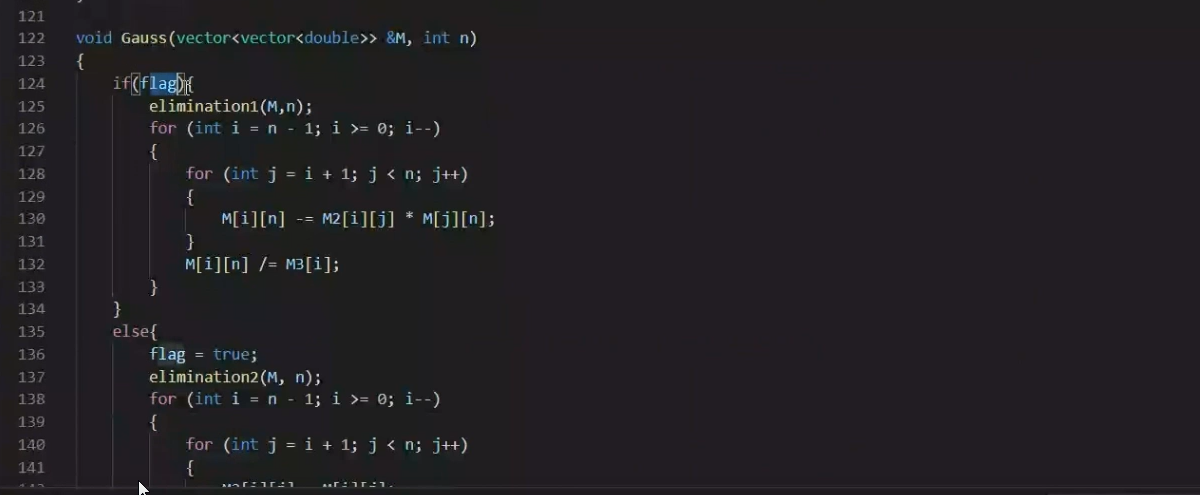 121
122 void Gauss(vector<vector<double>> &M, int n)
123 {
124 if(flag){
125 elimination1(M,n);
126 for (int i = n - 1; i >= 0; i--)
127 {
128 for (int j = i + 1; j < n; j++)
129 {
130 M[i][n] -= M2[i][j] * M[j][n];
131 }
132 M[i][n] /= M3[i];
133 }
134 }
135 else{
136 flag = true;
137 elimination2(M, n);
138 for (int i = n - 1; i >= 0; i--)
139 {
140 for (int j = i + 1; j < n; j++)
141 {